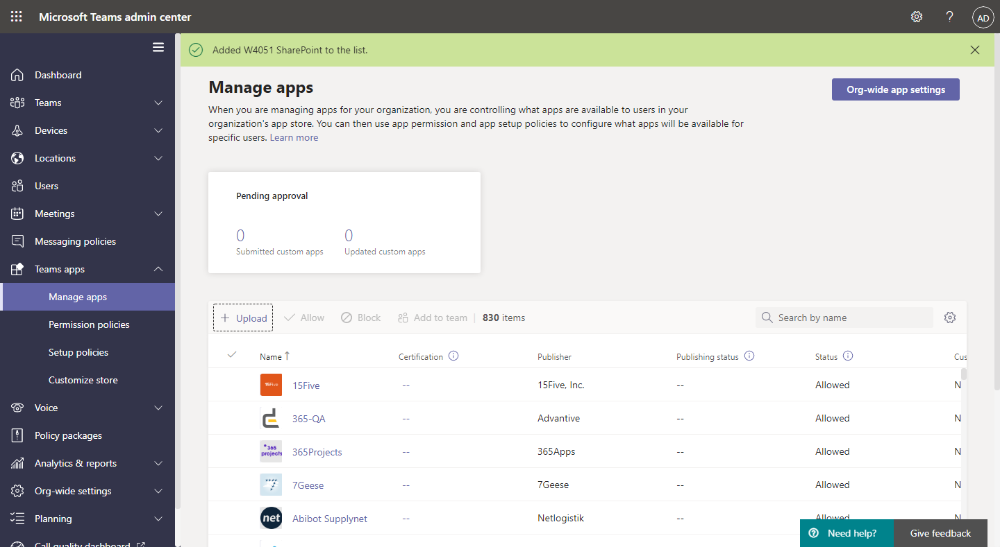 Microsoft Teams admin center
?
AD
Added W4051 SharePoint to the list.
Dashboard
Teams
Devices
Locations
Users
Meetings
Messaging policies
Teams apps
Manage apps
Permission policies
Setup policies
Customize store
Voice
Policy packages
Analytics & reports
Org-wide settings
Planning
Call quality dashboard
Manage apps
Org-wide app settings
When you are managing apps for your organization, you are controlling what apps are available to users in your
organization's app store. You can then use app permission and app setup policies to configure what apps will be available for
specific users. Learn more
Pending approval
0 0
Submitted custom apps Updated custom apps
+ Upload Allow Block Add to team | 830 items Search by name
Name ↑ Certification Publisher Publishing status Status Cus
15Five 15Five -- 15Five, Inc. -- Allowed N
365-QA -- Advantive -- Allowed N
365 projects 365Projects -- 365Apps -- Allowed N
7Geese -- 7Geese -- Allowed N
net Abibot Supplynet -- Netlogistik -- Allowed N
Need help? Give feedback